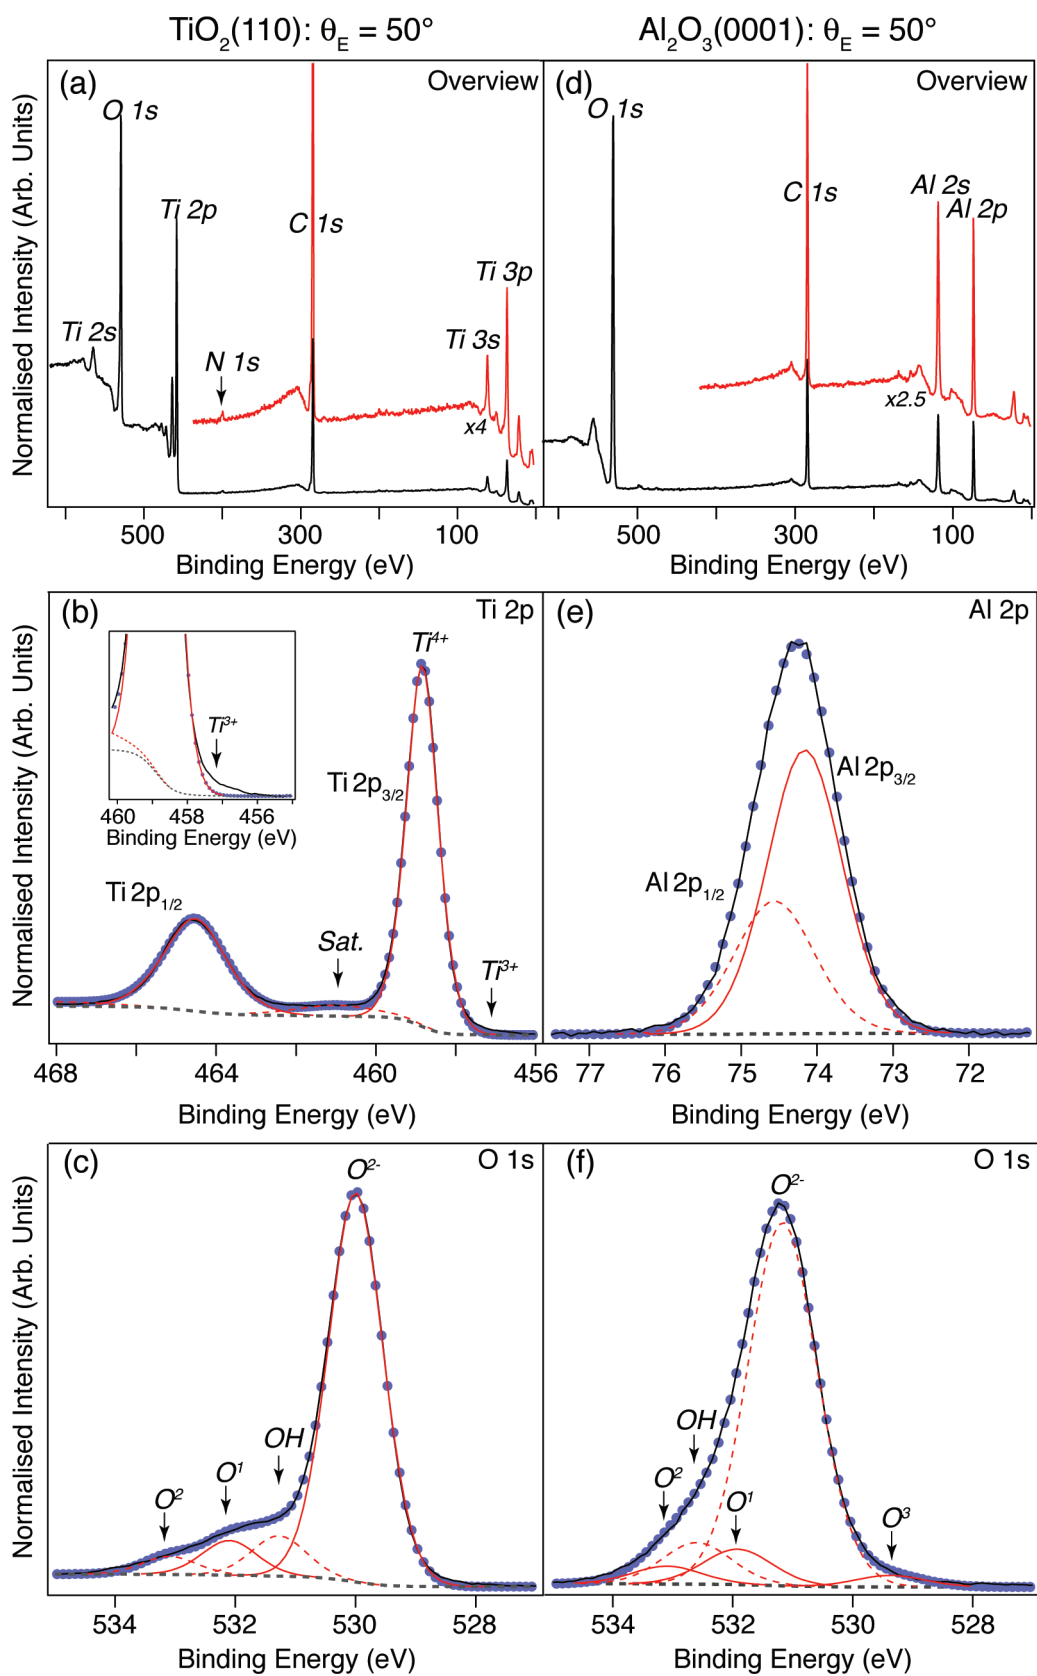 TiO₂(110): θ_E = 50°
Al₂O₃(0001): θ_E = 50°
Normalised Intensity (Arb. Units)
(a)
Overview
O 1s
Ti 2p
C 1s
Ti 3p
Ti 2s
N 1s
Ti 3s
x4
500
300
100
Binding Energy (eV)
(d)
Overview
O 1s
C 1s
Al 2s
Al 2p
x2.5
500
300
100
Binding Energy (eV)
Normalised Intensity (Arb. Units)
(b)
Ti 2p
Ti⁴⁺
Ti³⁺
460
458
456
Binding Energy (eV)
Ti 2p₃/₂
Ti 2p₁/₂
Sat.
Ti³⁺
468
464
460
456
Binding Energy (eV)
(e)
Al 2p
Al 2p₃/₂
Al 2p₁/₂
77
76
75
74
73
72
Binding Energy (eV)
Normalised Intensity (Arb. Units)
(c)
O 1s
O²⁻
OH
O¹
O²
534
532
530
528
Binding Energy (eV)
(f)
O 1s
O²⁻
OH
O²
O¹
O³
534
532
530
528
Binding Energy (eV)